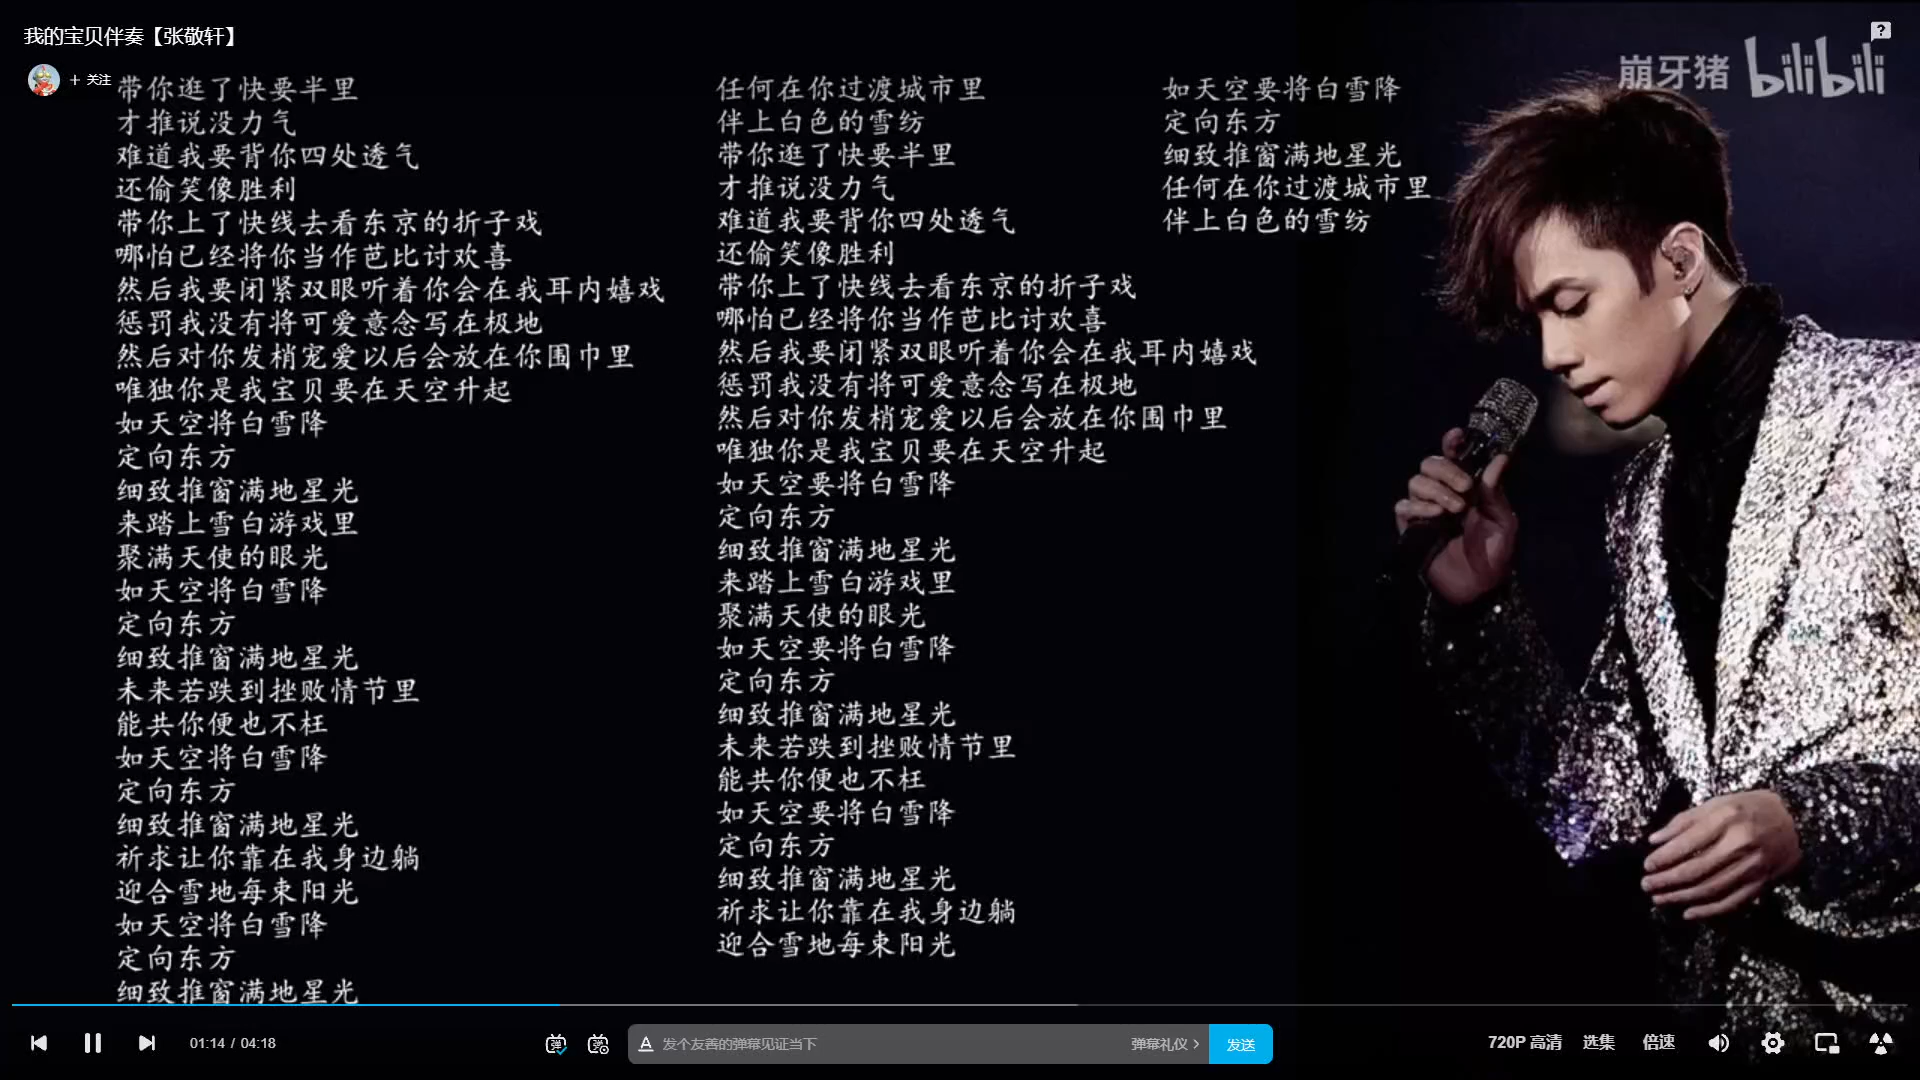 我的宝贝伴奏【张敬轩】
+ 关注
崩牙猪 bilibili
带你逛了快要半里
才推说没力气
难道我要背你四处透气
还偷笑像胜利
带你上了快线去看东京的折子戏
哪怕已经将你当作芭比讨欢喜
然后我要闭紧双眼听着你会在我耳内嬉戏
惩罚我没有将可爱意念写在极地
然后对你发梢宠爱以后会放在你围巾里
唯独你是我宝贝要在天空升起
如天空将白雪降
定向东方
细致推窗满地星光
来踏上雪白游戏里
聚满天使的眼光
如天空将白雪降
定向东方
细致推窗满地星光
未来若跌到挫败情节里
能共你便也不枉
如天空将白雪降
定向东方
细致推窗满地星光
祈求让你靠在我身边躺
迎合雪地每束阳光
如天空将白雪降
定向东方
细致推窗满地星光
任何在你过渡城市里
伴上白色的雪纺
带你逛了快要半里
才推说没力气
难道我要背你四处透气
还偷笑像胜利
带你上了快线去看东京的折子戏
哪怕已经将你当作芭比讨欢喜
然后我要闭紧双眼听着你会在我耳内嬉戏
惩罚我没有将可爱意念写在极地
然后对你发梢宠爱以后会放在你围巾里
唯独你是我宝贝要在天空升起
如天空要将白雪降
定向东方
细致推窗满地星光
来踏上雪白游戏里
聚满天使的眼光
如天空要将白雪降
定向东方
细致推窗满地星光
未来若跌到挫败情节里
能共你便也不枉
如天空要将白雪降
定向东方
细致推窗满地星光
祈求让你靠在我身边躺
迎合雪地每束阳光
如天空要将白雪降
定向东方
细致推窗满地星光
任何在你过渡城市里
伴上白色的雪纺
01:14 / 04:18
发个友善的弹幕见证当下
弹幕礼仪 >
发送
720P 高清
选集
倍速